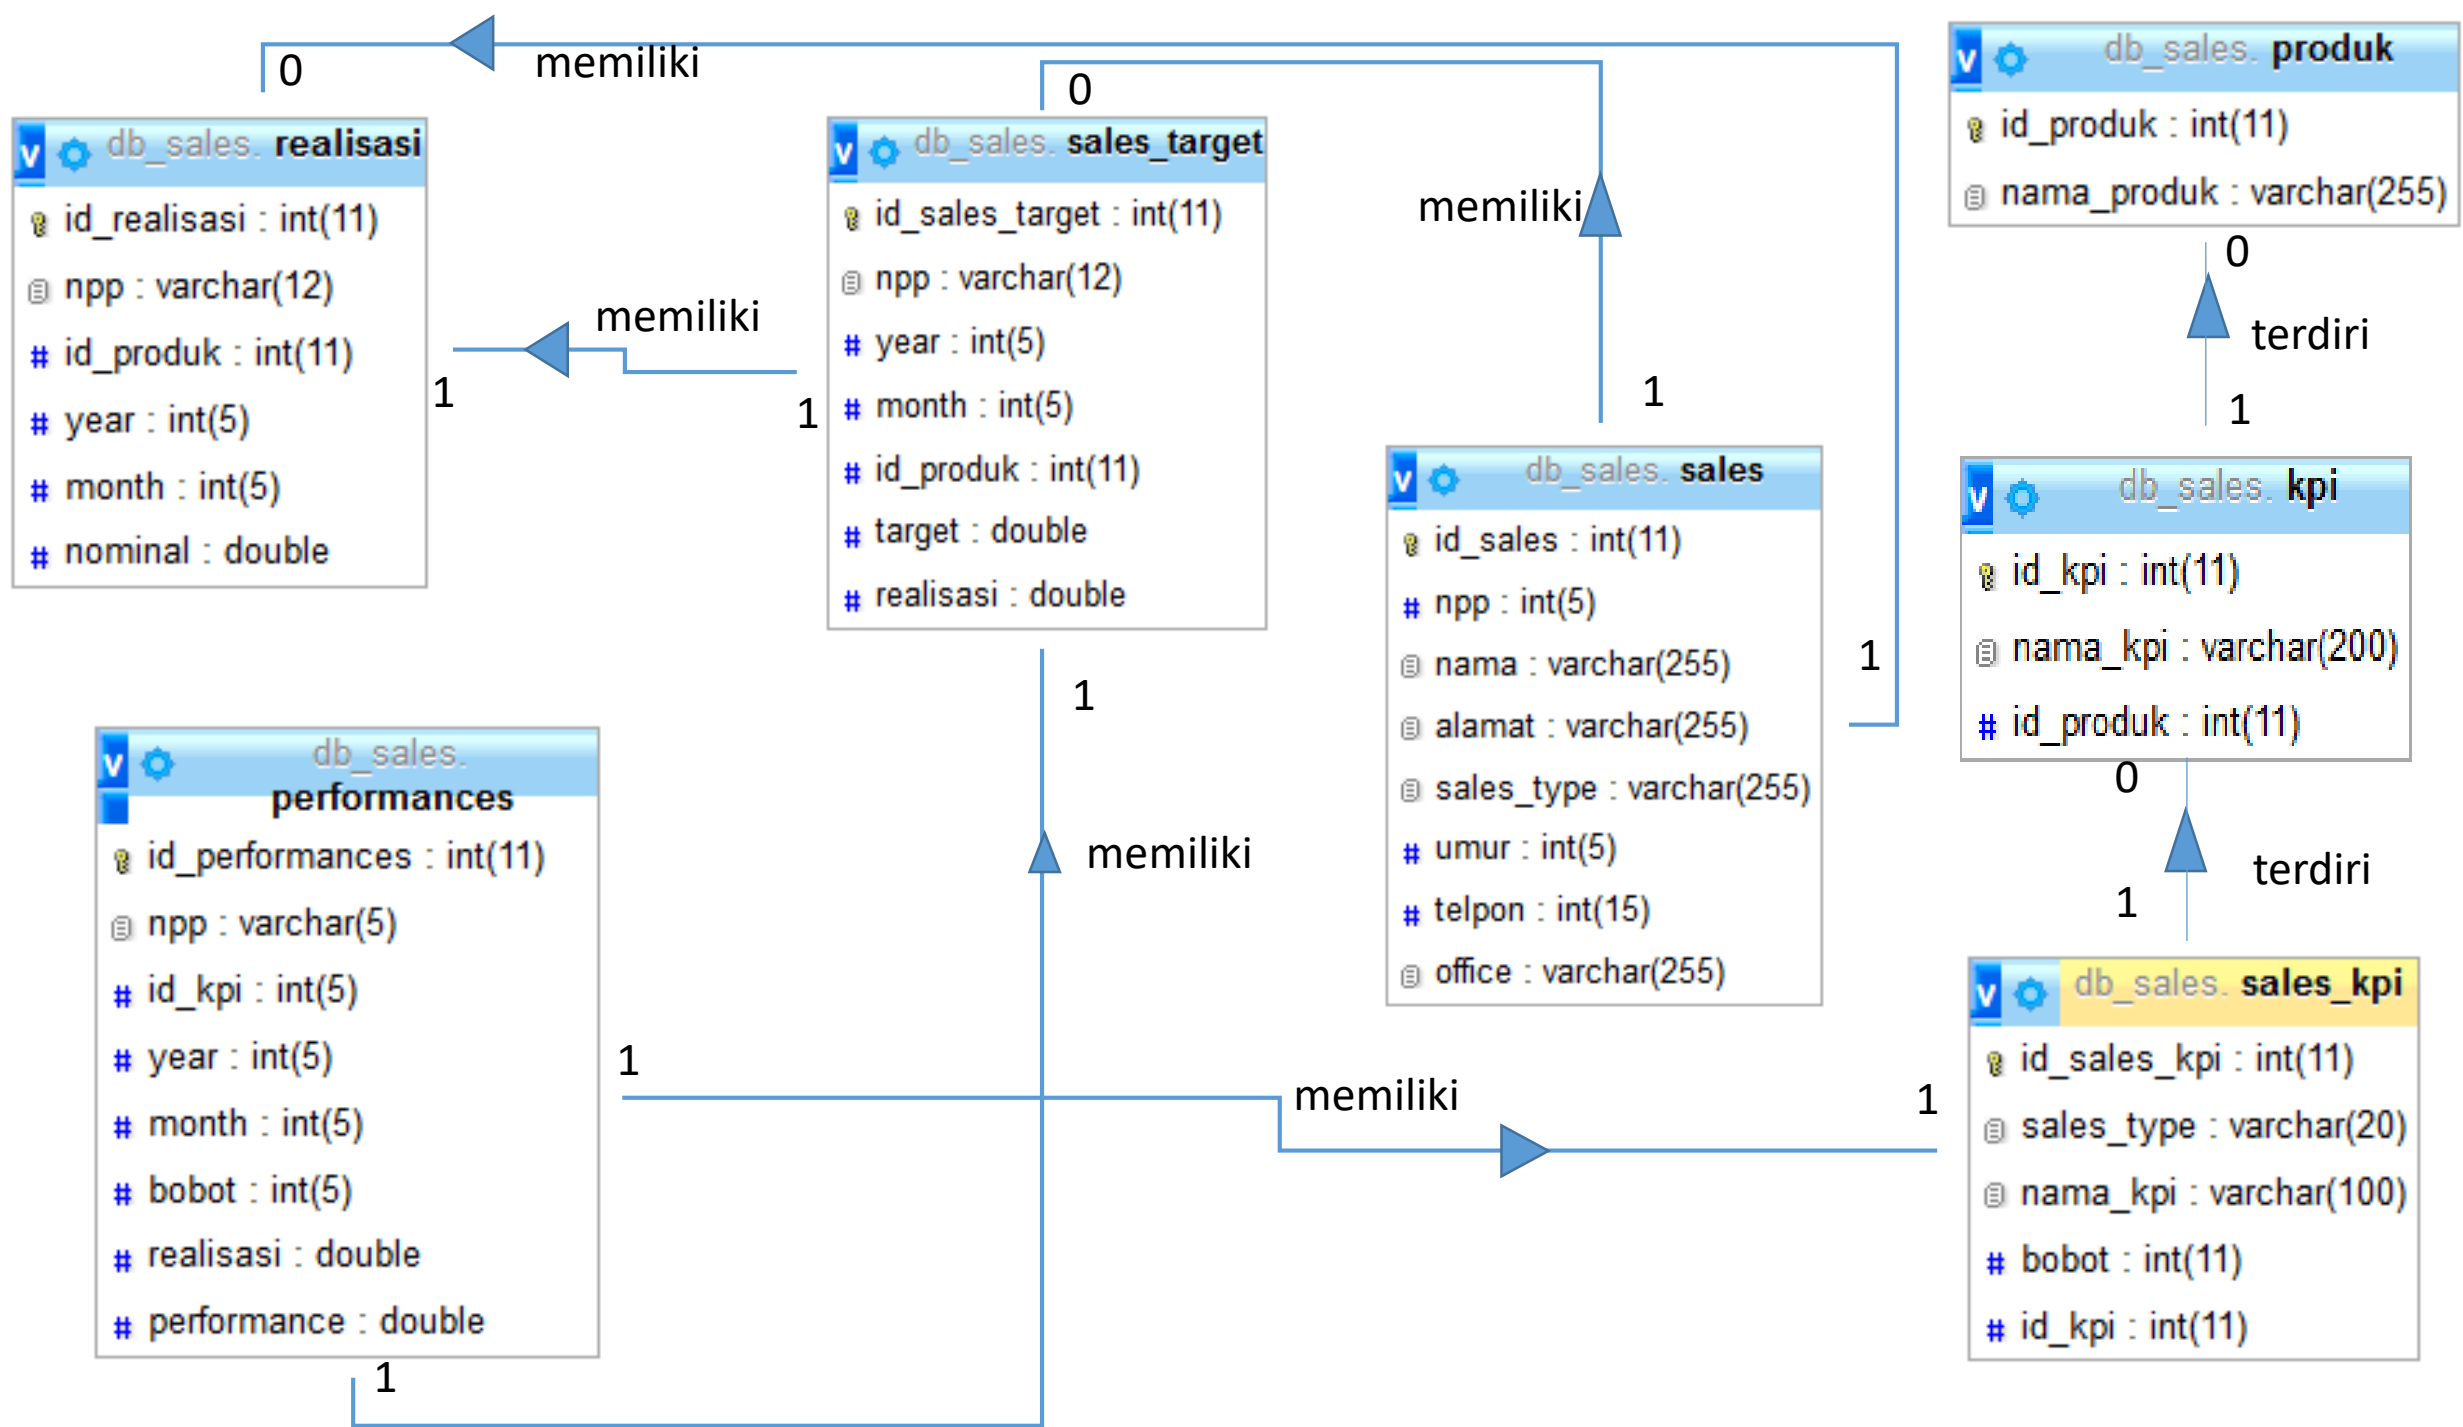 0
memiliki
db_sales. realisasi
id_realisasi : int(11)
npp : varchar(12)
id_produk : int(11)
year : int(5)
month : int(5)
nominal : double
memiliki
1
1
0
db_sales. sales_target
id_sales_target : int(11)
npp : varchar(12)
year : int(5)
month : int(5)
id_produk : int(11)
target : double
realisasi : double
memiliki
1
db_sales. sales
id_sales : int(11)
npp : int(5)
nama : varchar(255)
alamat : varchar(255)
sales_type : varchar(255)
umur : int(5)
telpon : int(15)
office : varchar(255)
1
db_sales. produk
id_produk : int(11)
nama_produk : varchar(255)
0
terdiri
1
db_sales. kpi
id_kpi : int(11)
nama_kpi : varchar(200)
id_produk : int(11)
0
terdiri
1
db_sales. sales_kpi
id_sales_kpi : int(11)
sales_type : varchar(20)
nama_kpi : varchar(100)
bobot : int(11)
id_kpi : int(11)
db_sales.
performances
id_performances : int(11)
npp : varchar(5)
id_kpi : int(5)
year : int(5)
month : int(5)
bobot : int(5)
realisasi : double
performance : double
1
1
memiliki
1
memiliki
1